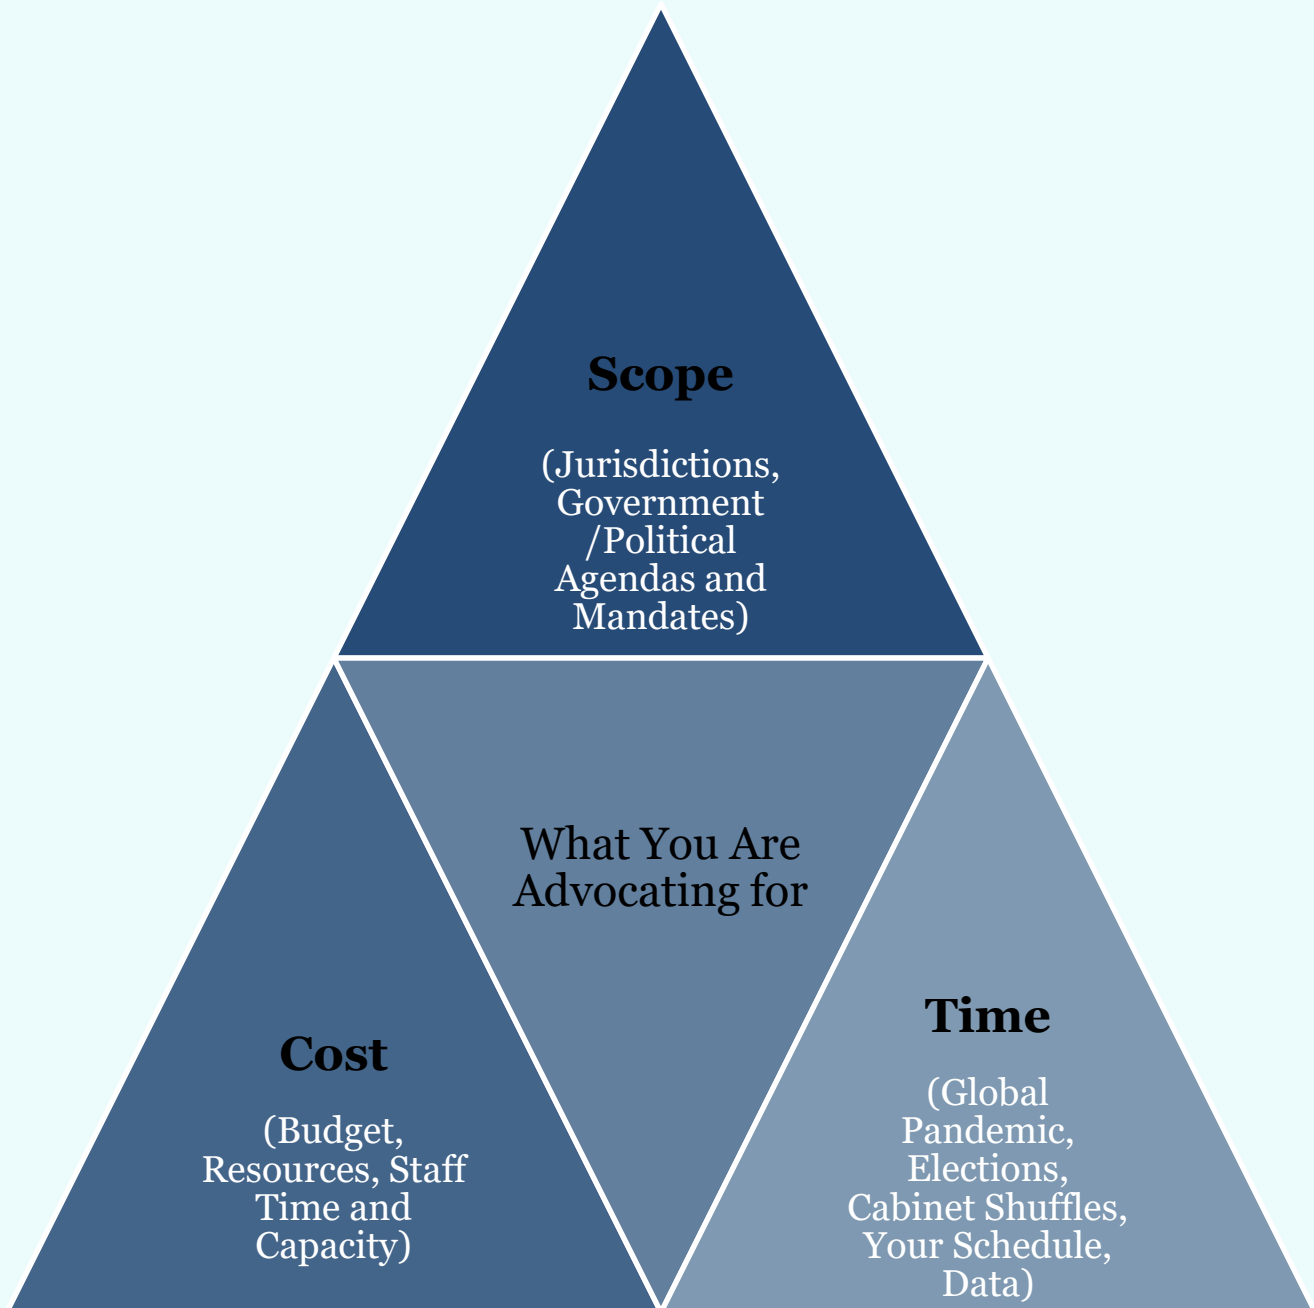 Scope
(Jurisdictions,
Government
/Political
Agendas and
Mandates)
What You Are
Advocating for
Cost
(Budget,
Resources, Staff
Time and
Capacity)
Time
(Global
Pandemic,
Elections,
Cabinet Shuffles,
Your Schedule,
Data)